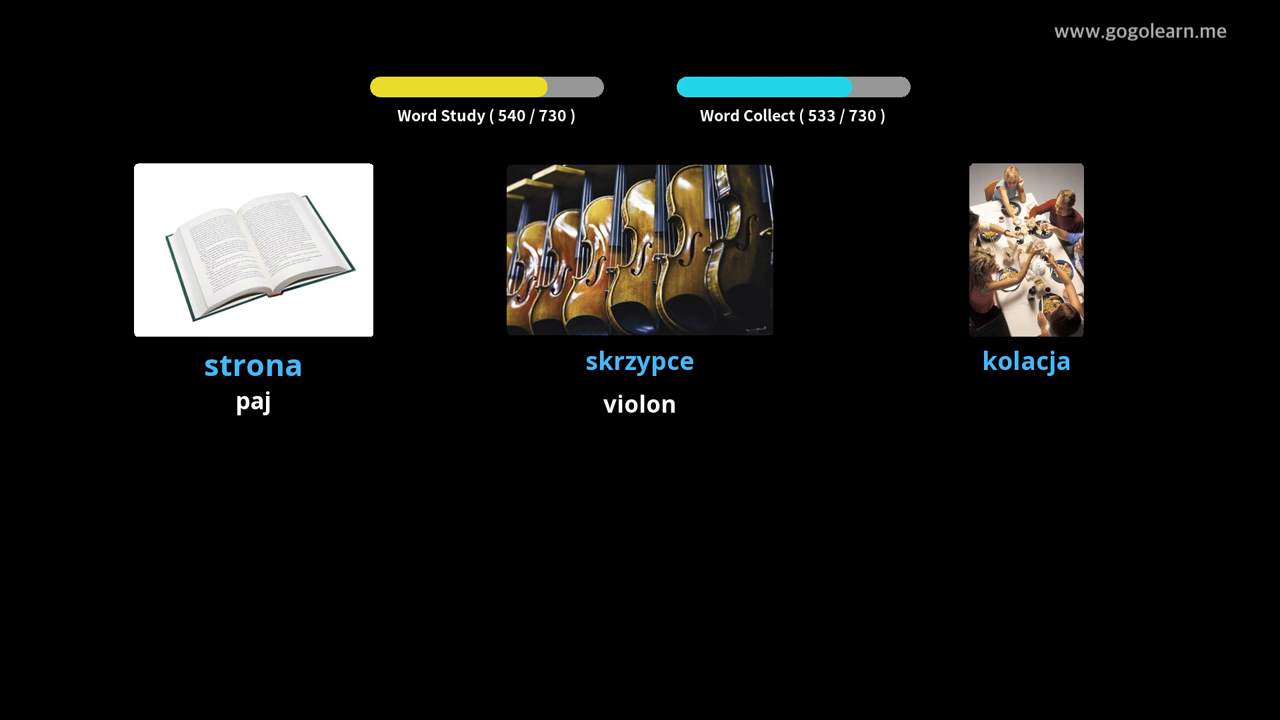 www.gogolearn.me
Word Study ( 540 / 730 )
Word Collect ( 533 / 730 )
strona
skrzypce
kolacja
paj
violon